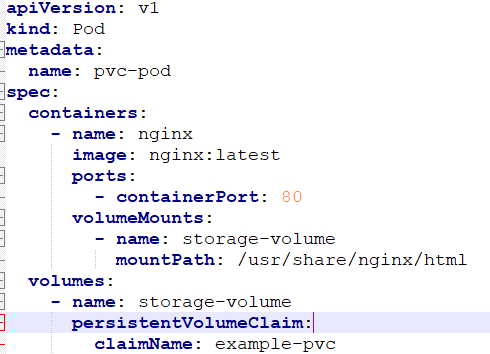 apiVersion: v1
kind: Pod
metadata:
  name: pvc-pod
spec:
  containers:
    - name: nginx
      image: nginx:latest
      ports:
        - containerPort: 80
      volumeMounts:
        - name: storage-volume
          mountPath: /usr/share/nginx/html
  volumes:
    - name: storage-volume
      persistentVolumeClaim:
        claimName: example-pvc